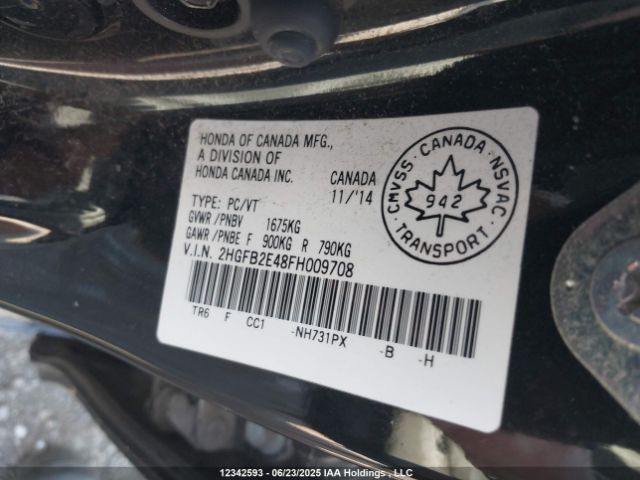 HONDA OF CANADA MFG.,
A DIVISION OF
HONDA CANADA INC.
CANADA
11/'14
TYPE: PC/VT
GVWR/PNBV 1675KG
GAWR/PNBE F 900KG R 790KG
V.I.N. 2HGFB2E48FH009708
TR6 F CC1 -NH731PX -B -H
CMVSS · CANADA · NSVAC
942
TRANSPORT
12342593 - 06/23/2025 IAA Holdings , LLC